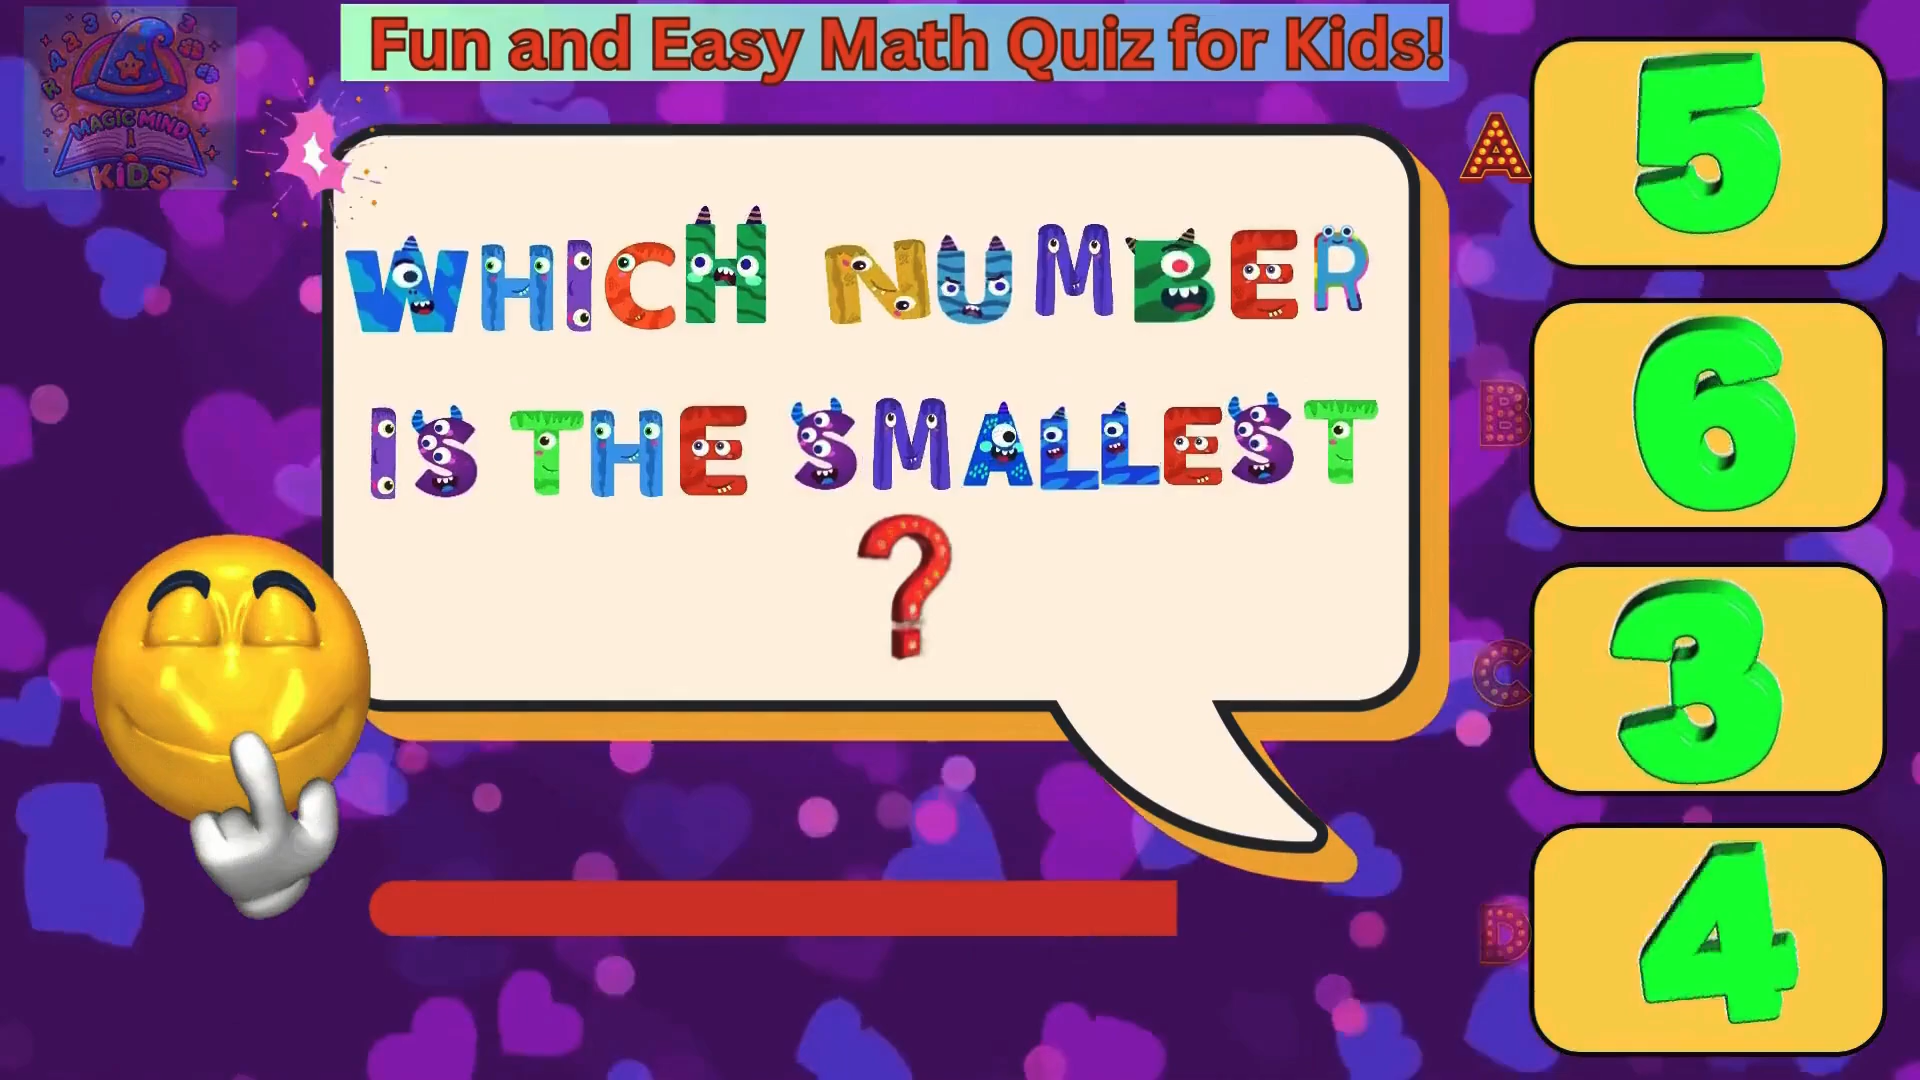 MAGIC MIND
KiDS
Fun and Easy Math Quiz for Kids!
WHICH NUMBER
IS THE SMALLEST
?
A
5
B
6
C
3
D
4